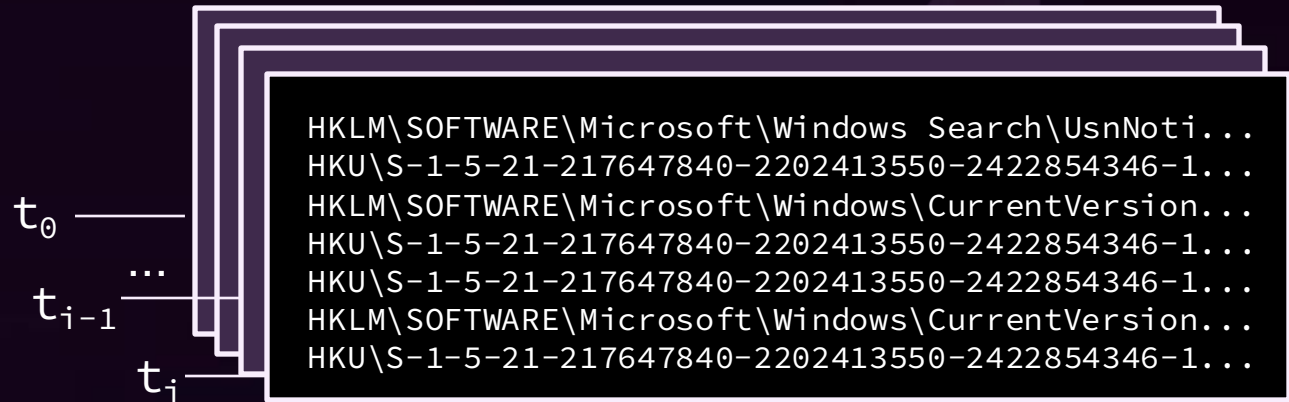 HKLM\SOFTWARE\Microsoft\Windows Search\UsnNoti...
HKU\S-1-5-21-217647840-2202413550-2422854346-1...
HKLM\SOFTWARE\Microsoft\Windows\CurrentVersion...
HKU\S-1-5-21-217647840-2202413550-2422854346-1...
HKU\S-1-5-21-217647840-2202413550-2422854346-1...
HKLM\SOFTWARE\Microsoft\Windows\CurrentVersion...
HKU\S-1-5-21-217647840-2202413550-2422854346-1...
t₀
...
tᵢ₋₁
tᵢ